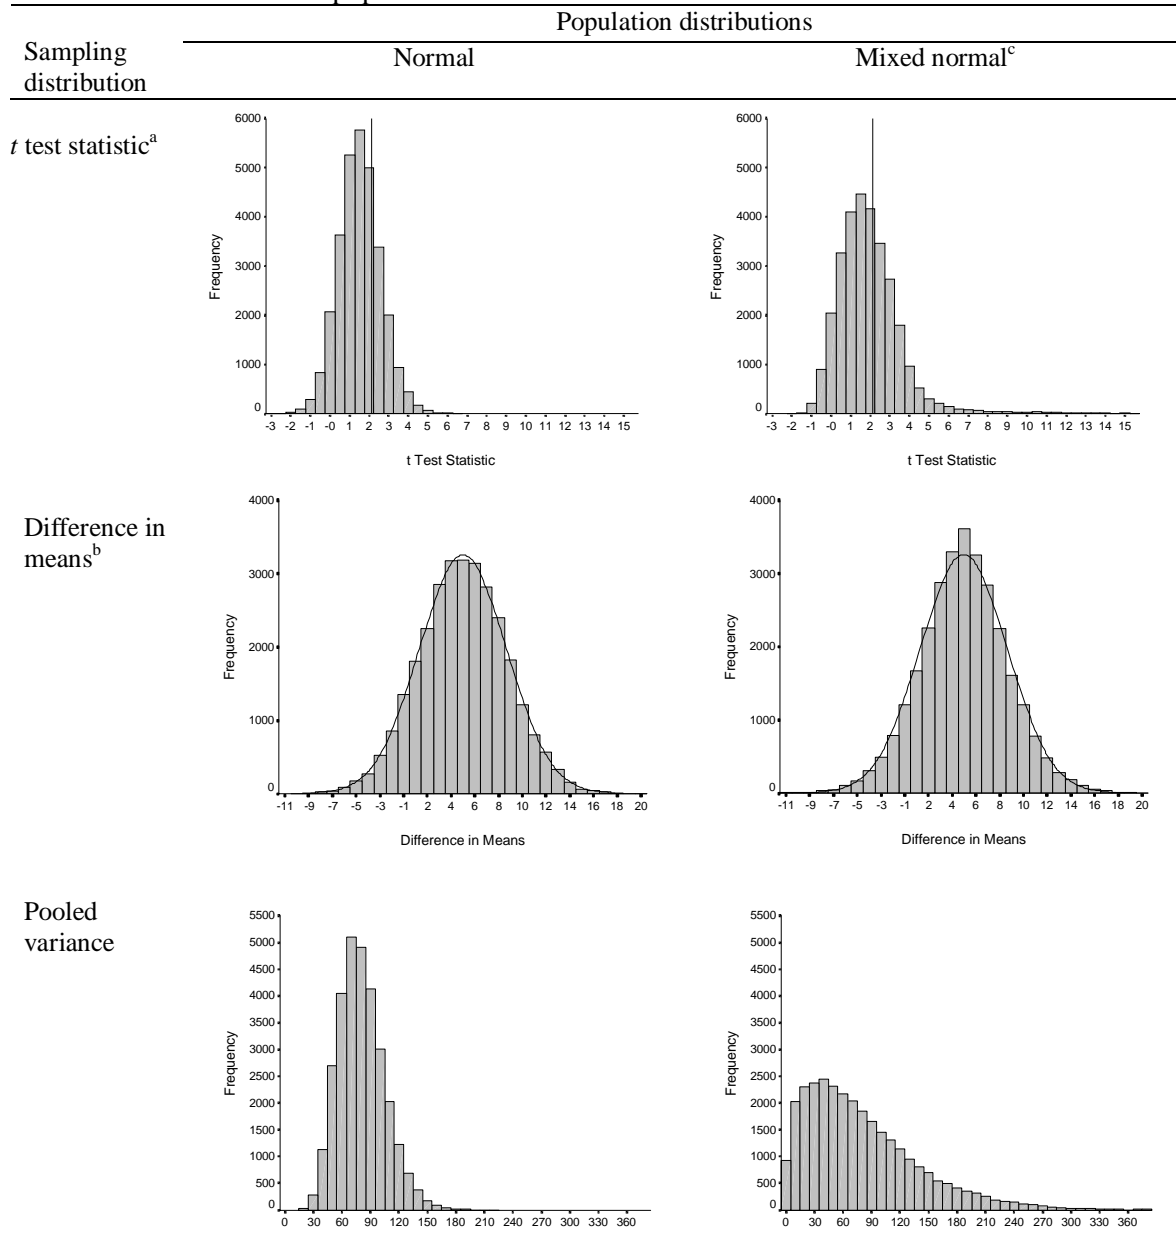 Population distributions
Sampling distribution
Normal
Mixed normalᶜ
t test statisticᵃ
6000
5000
4000
3000
2000
1000
0
Frequency
-3 -2 -1 -0 1 2 3 4 5 6 7 8 9 10 11 12 13 14 15
t Test Statistic
6000
5000
4000
3000
2000
1000
0
Frequency
-3 -2 -1 -0 1 2 3 4 5 6 7 8 9 10 11 12 13 14 15
t Test Statistic
Difference in
meansᵇ
4000
3000
2000
1000
0
Frequency
-11 -9 -7 -5 -3 -1 2 4 6 8 10 12 14 16 18 20
Difference in Means
4000
3000
2000
1000
0
Frequency
-11 -9 -7 -5 -3 -1 2 4 6 8 10 12 14 16 18 20
Difference in Means
Pooled
variance
5500
5000
4500
4000
3500
3000
2500
2000
1500
1000
500
0
Frequency
0 30 60 90 120 150 180 210 240 270 300 330 360
5500
5000
4500
4000
3500
3000
2500
2000
1500
1000
500
0
Frequency
0 30 60 90 120 150 180 210 240 270 300 330 360